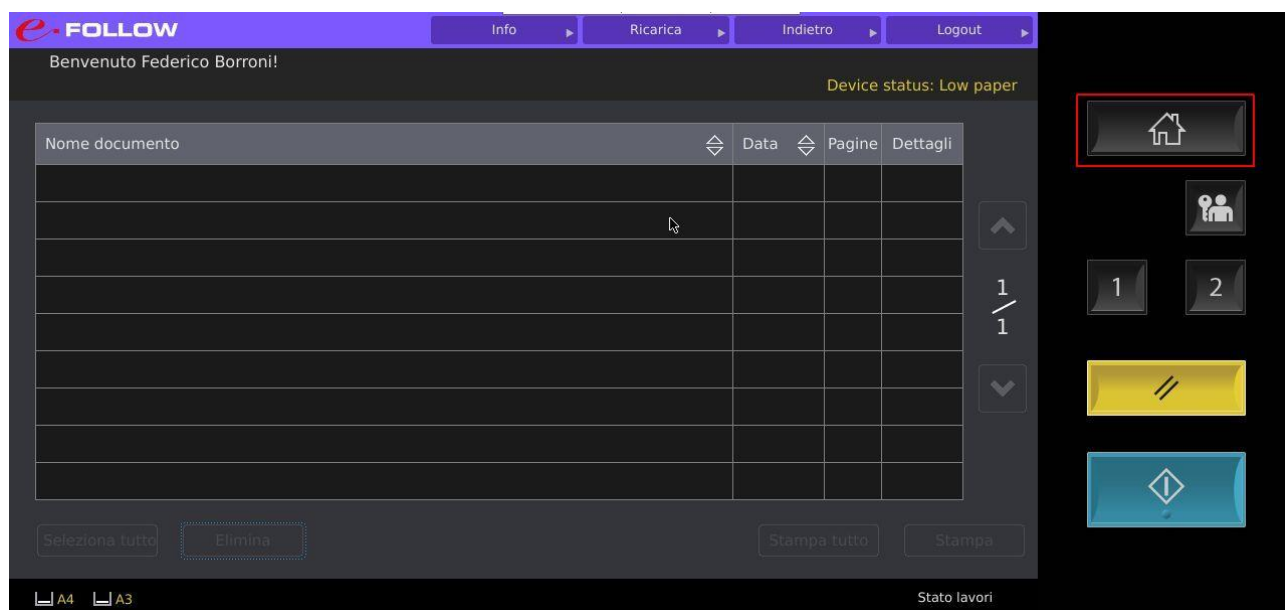 e-FOLLOW
Info
Ricarica
Indietro
Logout
Benvenuto Federico Borroni!
Device status: Low paper
Nome documento
Data
Pagine
Dettagli
1
1
1
2
Seleziona tutto
Elimina
Stampa tutto
Stampa
A4
A3
Stato lavori